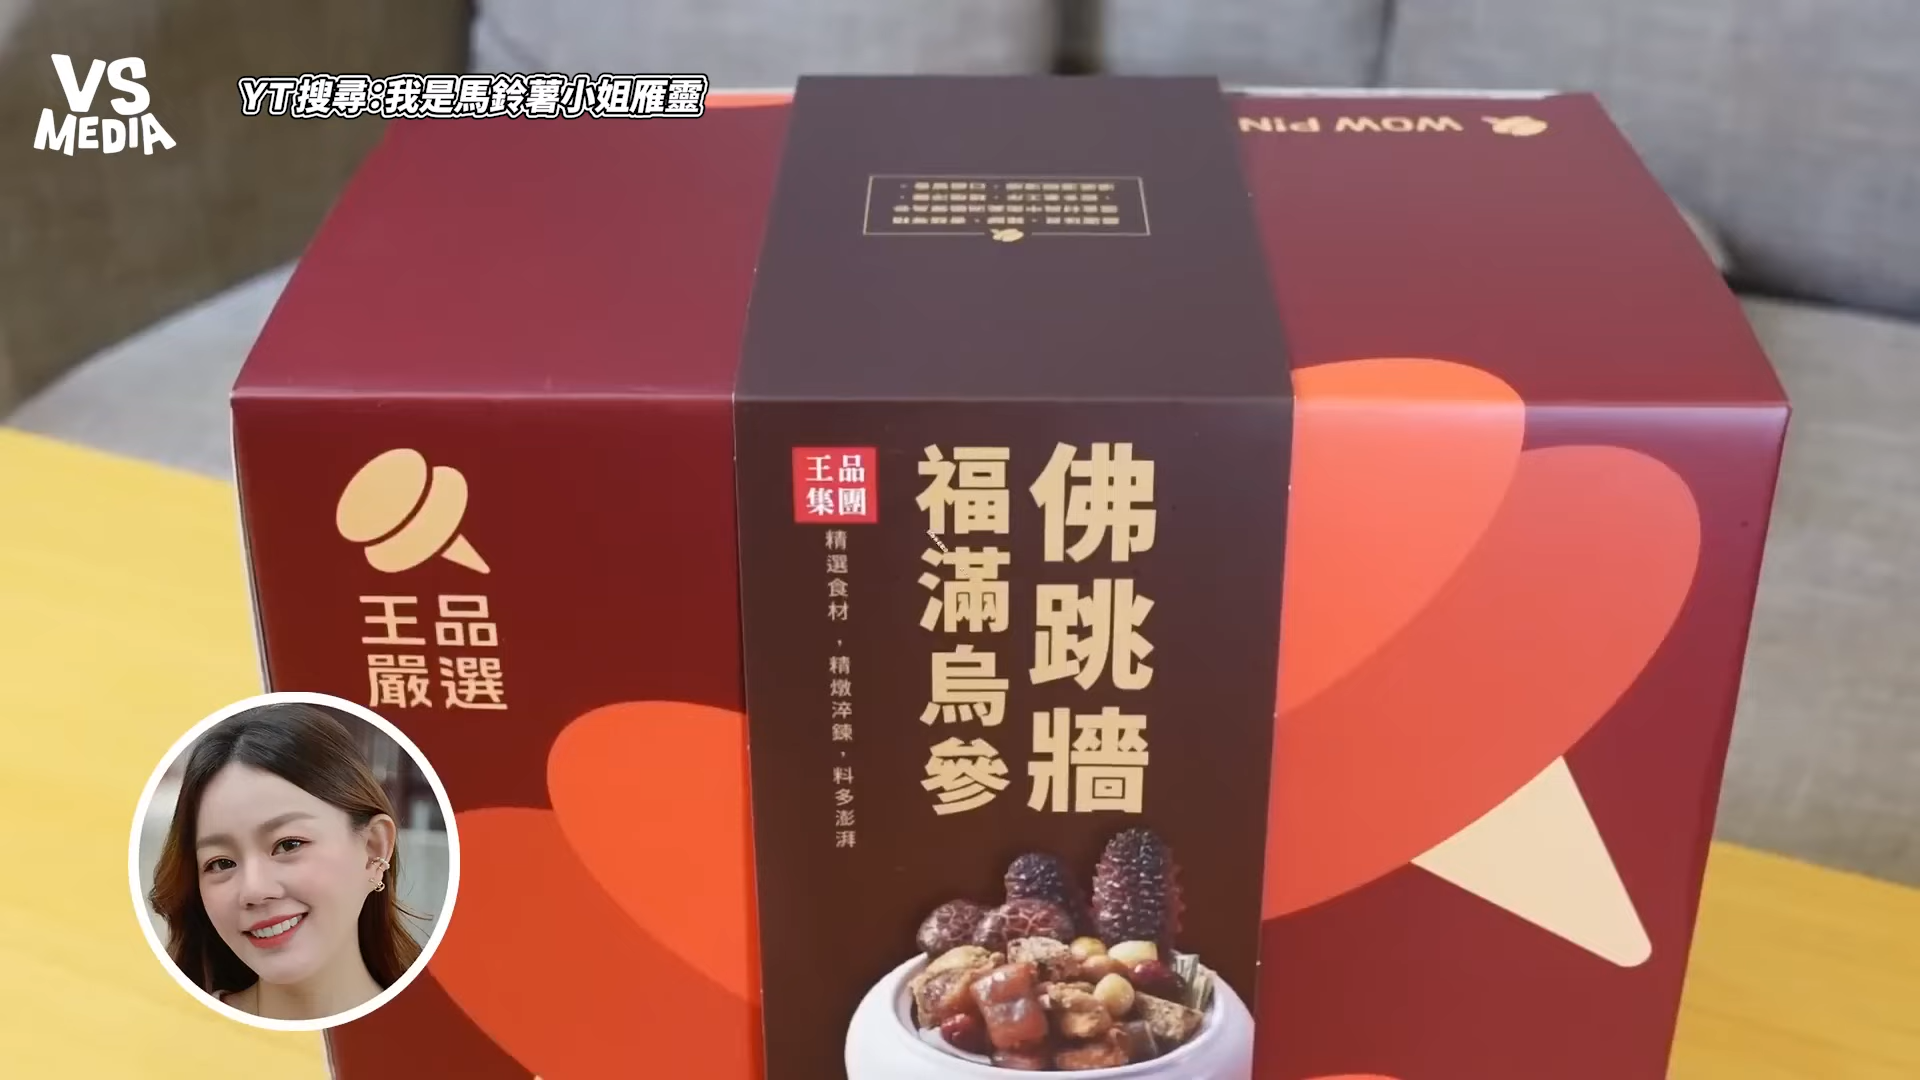 VS
MEDIA
YT搜尋:我是馬鈴薯小姐雁靈
WOW PIN
王品
嚴選
王品
集團
佛跳牆
福滿烏參
精選食材，精燉淬鍊，料多澎湃